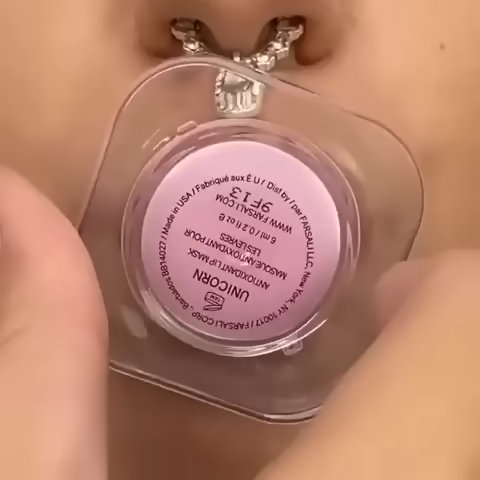 UNICORN
ANTIOXIDANT LIP MASK
MASQUE ANTIOXYDANT POUR
LES LÈVRES
6 ml / 0.2 fl oz e
WWW.FARSALI.COM
9F13
Made in USA / Fabriqué aux É.U / Dist by / par FARSALI LLC, New York, NY 10017 / FARSALI CORP., Barbados BB14027 /